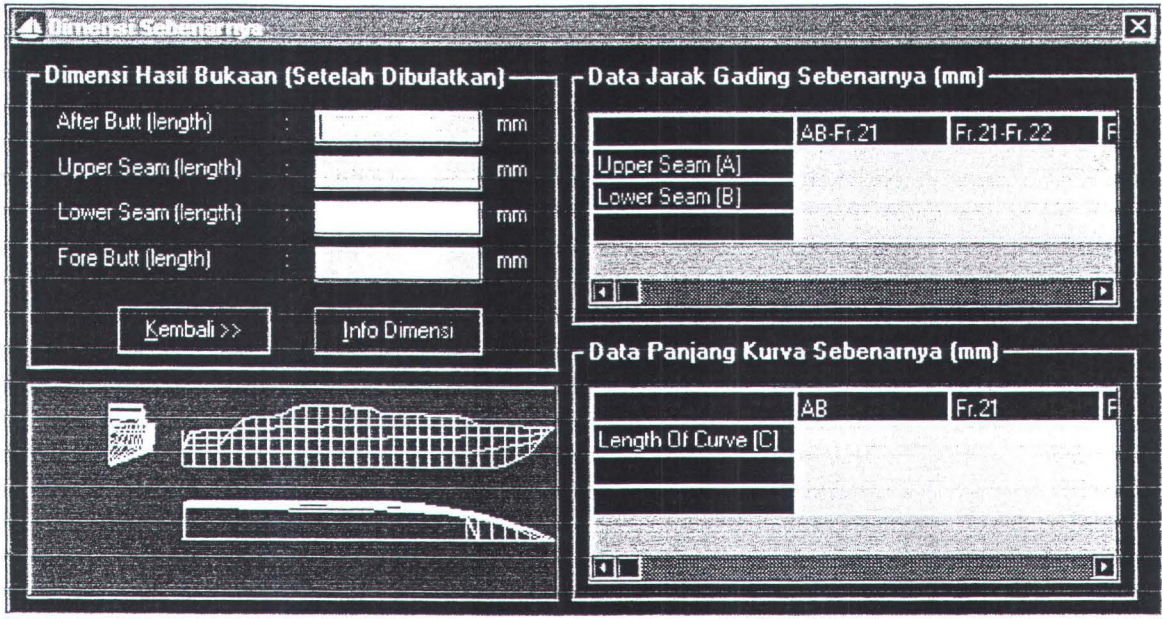 Dimensi Sebenarnya
Dimensi Hasil Bukaan (Setelah Dibulatkan)
After Butt (length) : mm
Upper Seam (length) : mm
Lower Seam (length) : mm
Fore Butt (length) : mm
Kembali >> Info Dimensi
Data Jarak Gading Sebenarnya (mm)
AB-Fr.21 Fr.21-Fr.22 F
Upper Seam [A]
Lower Seam [B]
Data Panjang Kurva Sebenarnya (mm)
AB Fr.21 F
Length Of Curve [C]